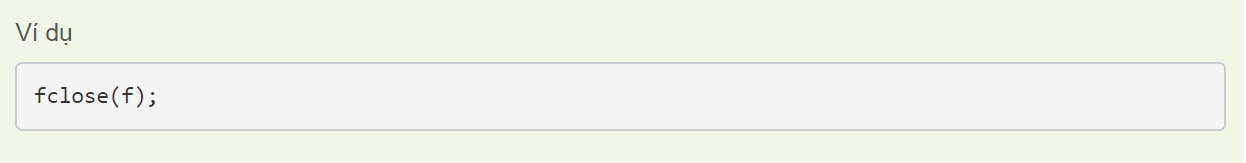 Ví dụ
fclose(f);